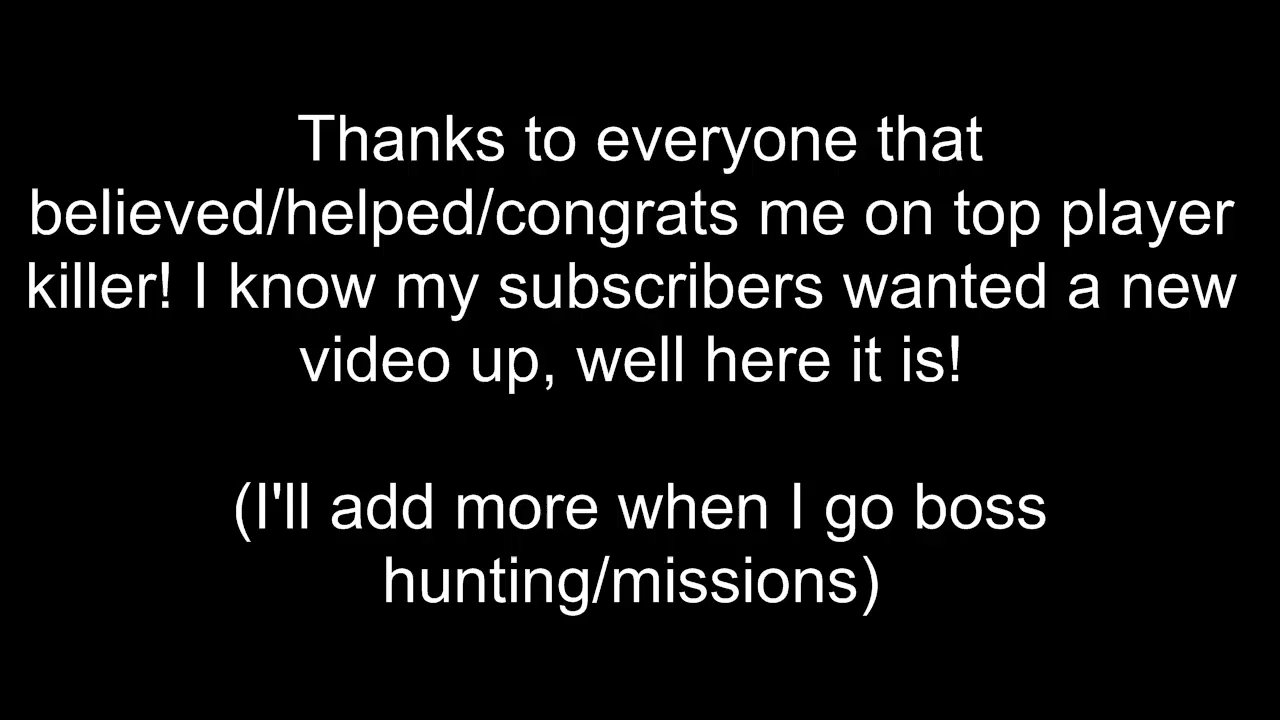 Thanks to everyone that
believed/helped/congrats me on top player
killer! I know my subscribers wanted a new
video up, well here it is!
(I'll add more when I go boss
hunting/missions)